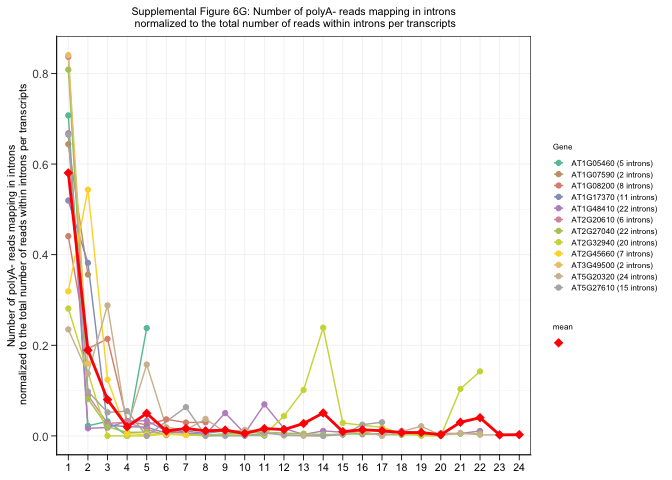 Supplemental Figure 6G: Number of polyA- reads mapping in introns
normalized to the total number of reads within introns per transcripts
Number of polyA- reads mapping in introns
normalized to the total number of reads within introns per transcripts
0.8
0.6
0.4
0.2
0.0
1 2 3 4 5 6 7 8 9 10 11 12 13 14 15 16 17 18 19 20 21 22 23 24
Gene
AT1G05460 (5 introns)
AT1G07590 (2 introns)
AT1G08200 (8 introns)
AT1G17370 (11 introns)
AT1G48410 (22 introns)
AT2G20610 (6 introns)
AT2G27040 (22 introns)
AT2G32940 (20 introns)
AT2G45660 (7 introns)
AT3G49500 (2 introns)
AT5G20320 (24 introns)
AT5G27610 (15 introns)
mean